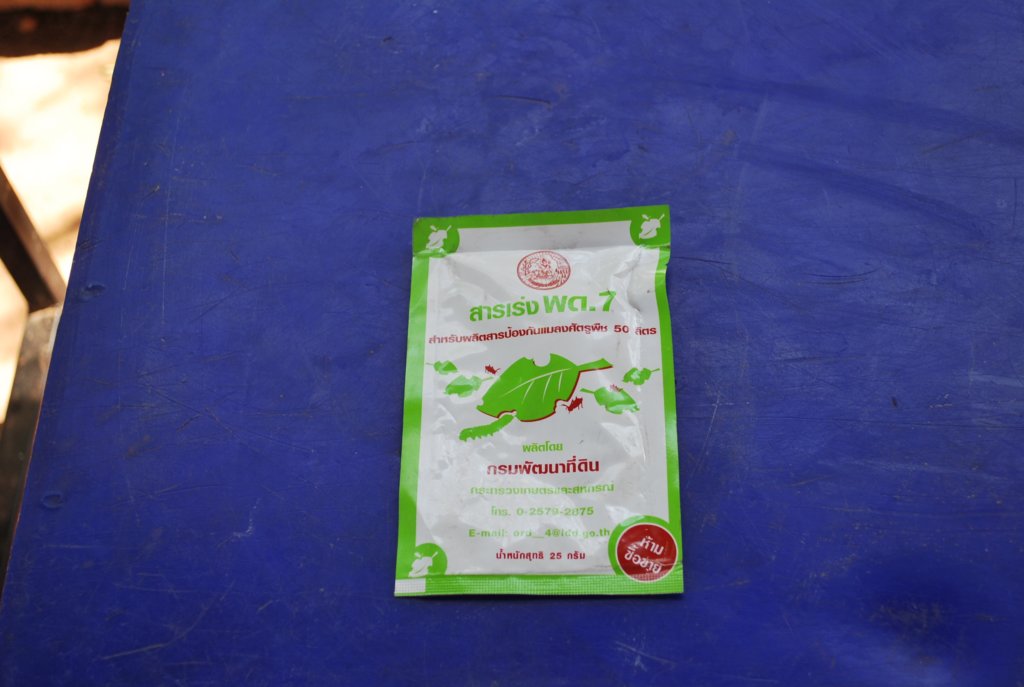 สารเร่ง พด.7
สำหรับผลิตสารป้องกันแมลงศัตรูพืช 50 ลิตร
ผลิตโดย
กรมพัฒนาที่ดิน
กระทรวงเกษตรและสหกรณ์
โทร. 0-2579-2875
E-mail: ord_4@ldd.go.th
น้ำหนักสุทธิ 25 กรัม
ห้าม
ซื้อขาย